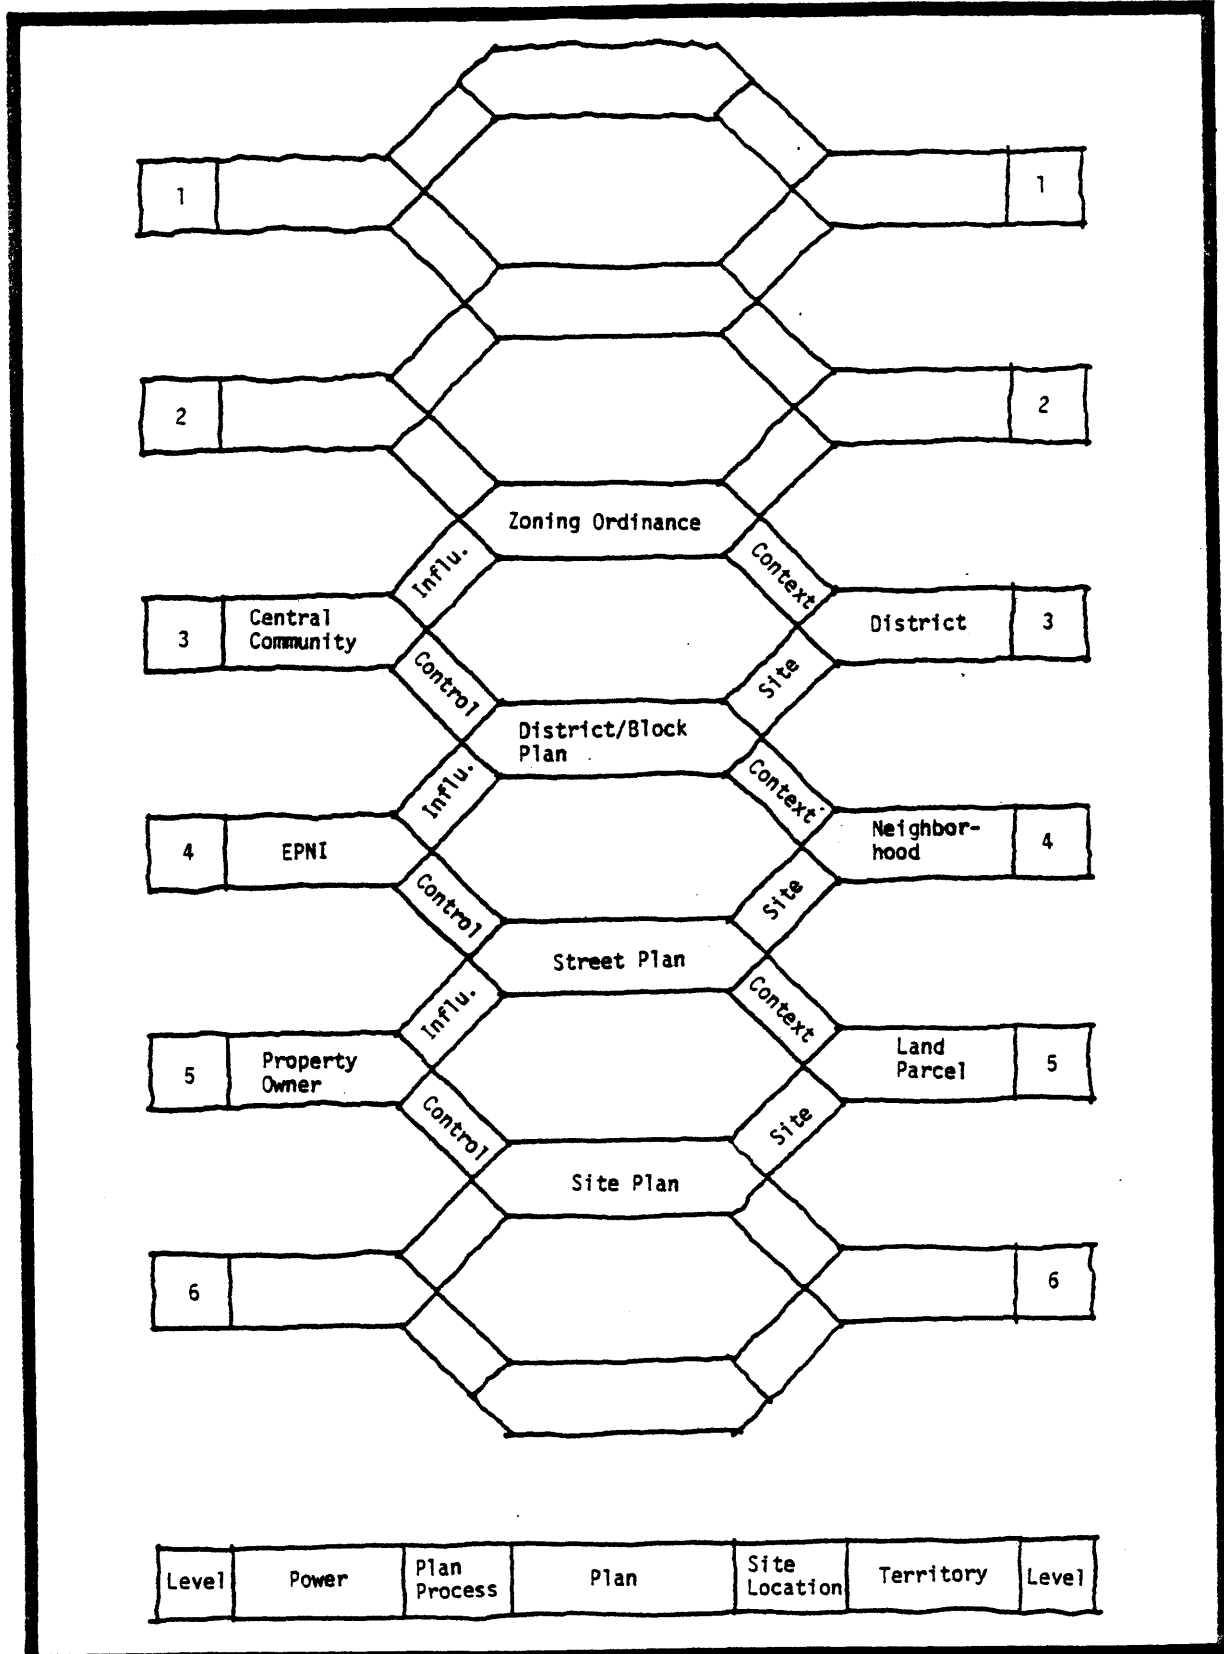 1
1
2
2
Zoning Ordinance
Influ.
Context
3
Central
Community
District
3
Control
Site
District/Block
Plan
Influ.
Context
4
EPNI
Neighbor-
hood
4
Control
Site
Street Plan
Influ.
Context
5
Property
Owner
Land
Parcel
5
Control
Site
Site Plan
6
6
Level
Power
Plan
Process
Plan
Site
Location
Territory
Level